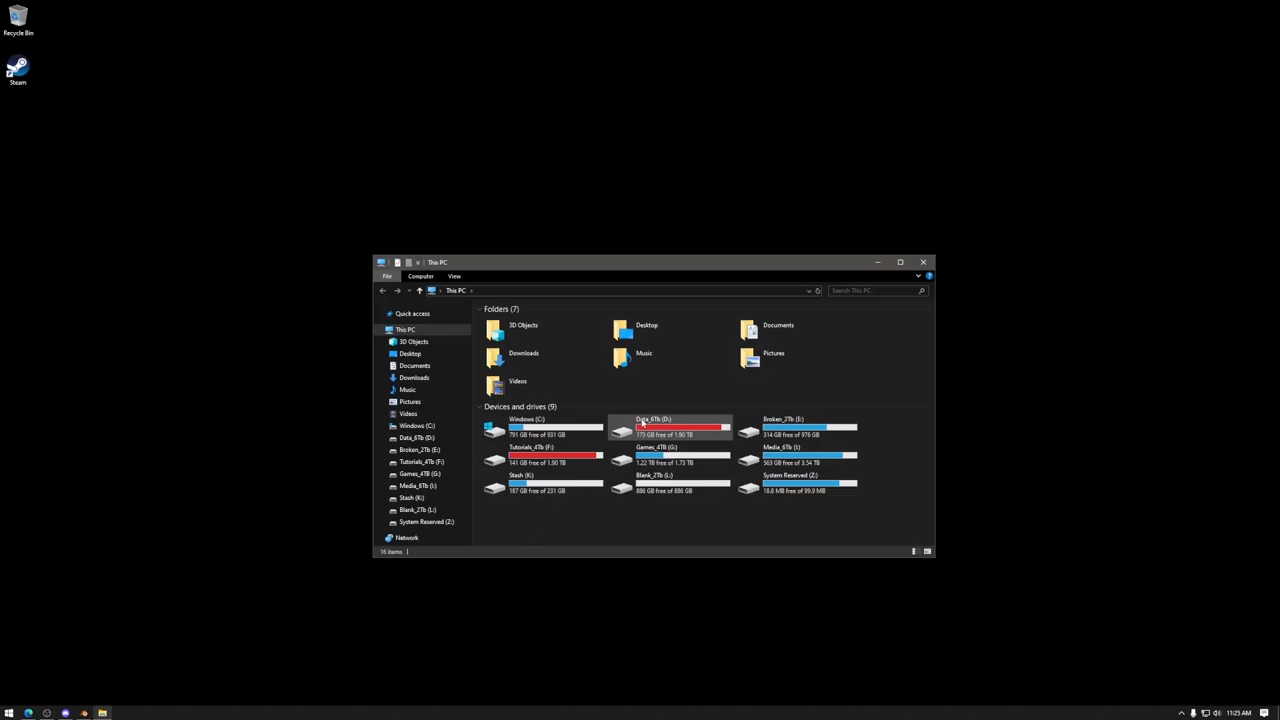 Recycle Bin
Steam
This PC
File Computer View
This PC
Search This PC
Quick access
This PC
3D Objects
Desktop
Documents
Downloads
Music
Pictures
Videos
Windows (C:)
Data_6Tb (D:)
Broken_2Tb (E:)
Tutorials_4Tb (F:)
Games_4TB (G:)
Media_6Tb (I:)
Stash (K:)
Blank_2Tb (L:)
System Reserved (Z:)
Network
Folders (7)
3D Objects Desktop Documents
Downloads Music Pictures
Videos
Devices and drives (9)
Windows (C:) Data_6Tb (D:) Broken_2Tb (E:)
791 GB free of 931 GB 173 GB free of 1.90 TB 314 GB free of 976 GB
Tutorials_4Tb (F:) Games_4TB (G:) Media_6Tb (I:)
141 GB free of 1.90 TB 1.22 TB free of 1.73 TB 563 GB free of 3.54 TB
Stash (K:) Blank_2Tb (L:) System Reserved (Z:)
187 GB free of 231 GB 886 GB free of 886 GB 18.8 MB free of 99.9 MB
16 items
11:25 AM